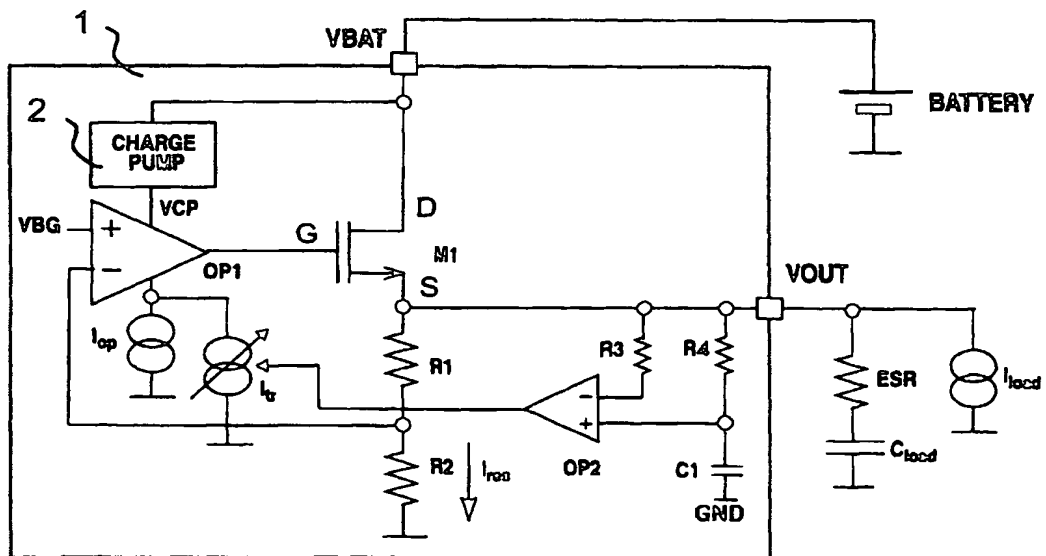 1
VBAT
2
BATTERY
CHARGE
PUMP
VCP
VBG
+
−
OP1
G
D
M1
S
VOUT
Iop
Itr
R1
R3
R4
−
+
OP2
R2
Ires
C1
GND
ESR
Iload
Cload